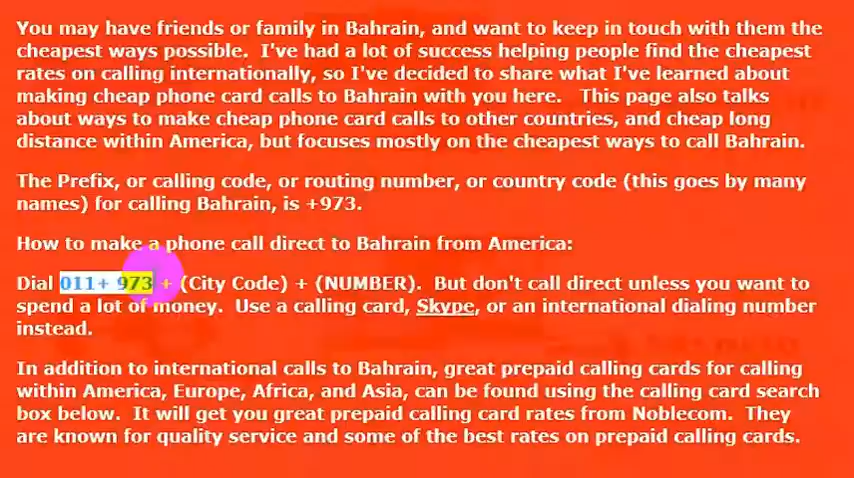 You may have friends or family in Bahrain, and want to keep in touch with them the
cheapest ways possible.  I've had a lot of success helping people find the cheapest
rates on calling internationally, so I've decided to share what I've learned about
making cheap phone card calls to Bahrain with you here.   This page also talks
about ways to make cheap phone card calls to other countries, and cheap long
distance within America, but focuses mostly on the cheapest ways to call Bahrain.
The Prefix, or calling code, or routing number, or country code (this goes by many
names) for calling Bahrain, is +973.
How to make a phone call direct to Bahrain from America:
Dial 011+ 973 + (City Code) + (NUMBER).  But don't call direct unless you want to
spend a lot of money.  Use a calling card, Skype, or an international dialing number
instead.
In addition to international calls to Bahrain, great prepaid calling cards for calling
within America, Europe, Africa, and Asia, can be found using the calling card search
box below.  It will get you great prepaid calling card rates from Noblecom.  They
are known for quality service and some of the best rates on prepaid calling cards.